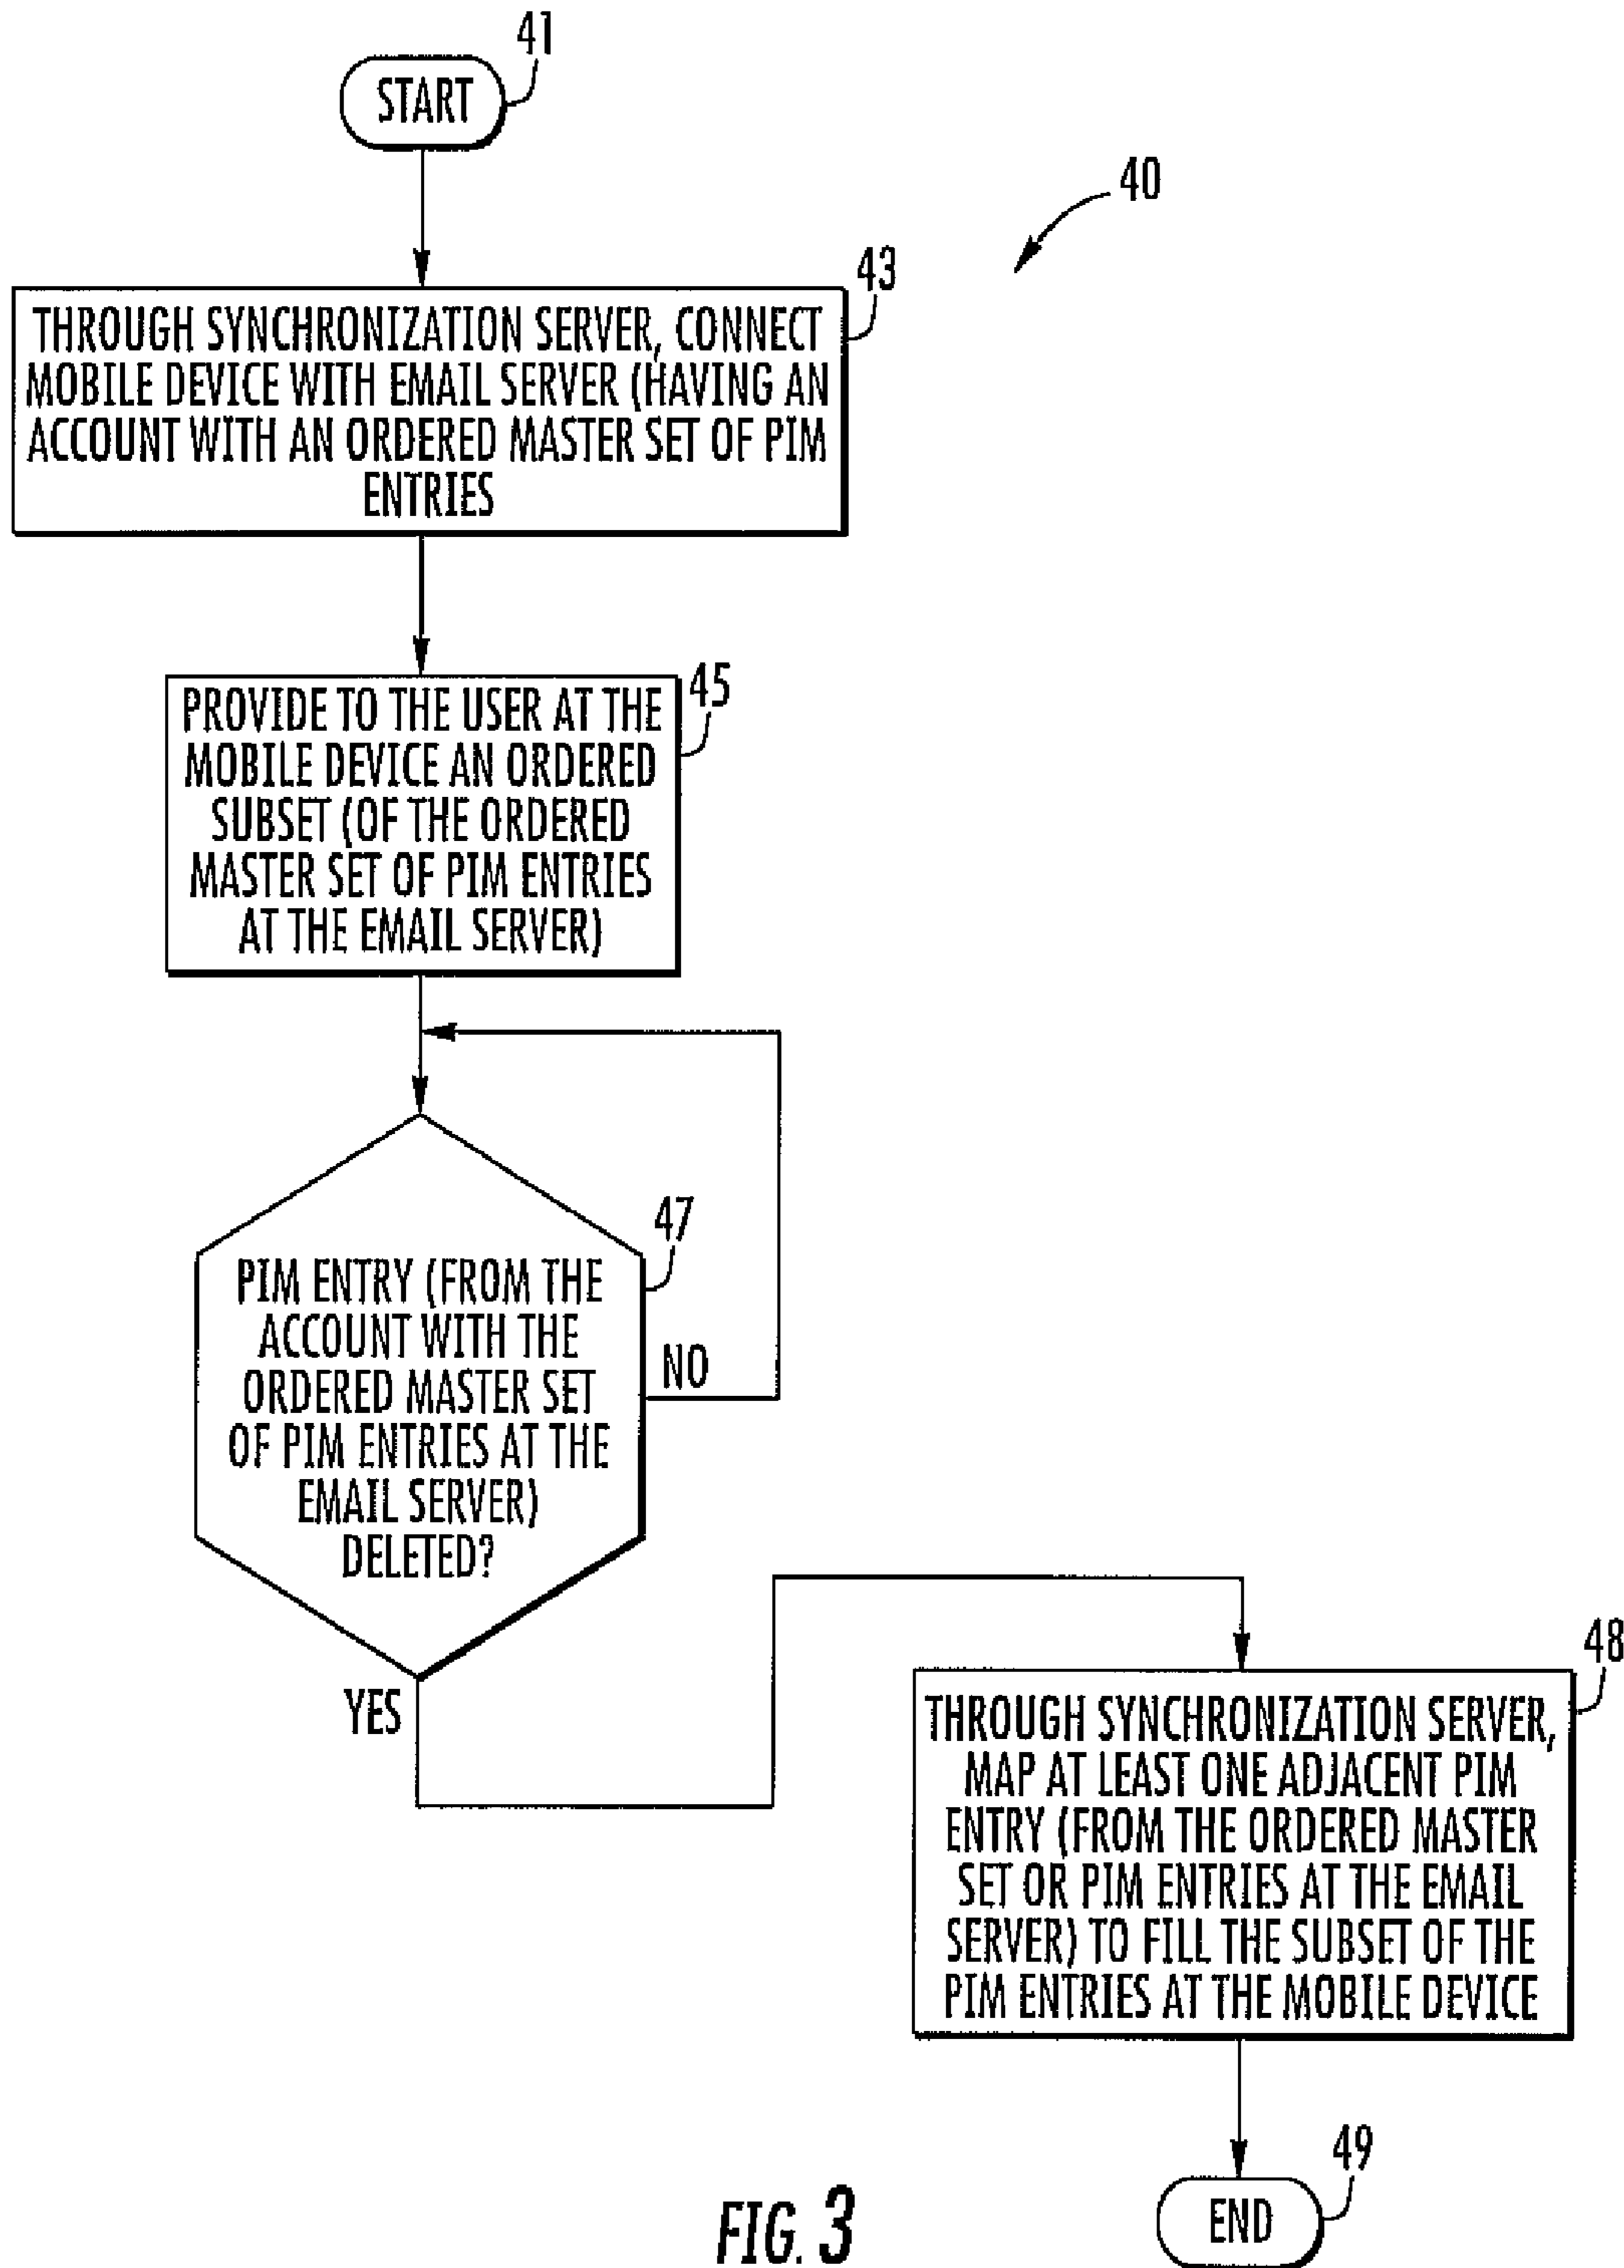 41
START
40
43
THROUGH SYNCHRONIZATION SERVER, CONNECT
MOBILE DEVICE WITH EMAIL SERVER (HAVING AN
ACCOUNT WITH AN ORDERED MASTER SET OF PIM
ENTRIES
45
PROVIDE TO THE USER AT THE
MOBILE DEVICE AN ORDERED
SUBSET (OF THE ORDERED
MASTER SET OF PIM ENTRIES
AT THE EMAIL SERVER)
47
PIM ENTRY (FROM THE
ACCOUNT WITH THE
ORDERED MASTER SET
OF PIM ENTRIES AT THE
EMAIL SERVER)
DELETED?
NO
YES
48
THROUGH SYNCHRONIZATION SERVER,
MAP AT LEAST ONE ADJACENT PIM
ENTRY (FROM THE ORDERED MASTER
SET OR PIM ENTRIES AT THE EMAIL
SERVER) TO FILL THE SUBSET OF THE
PIM ENTRIES AT THE MOBILE DEVICE
49
END
FIG. 3